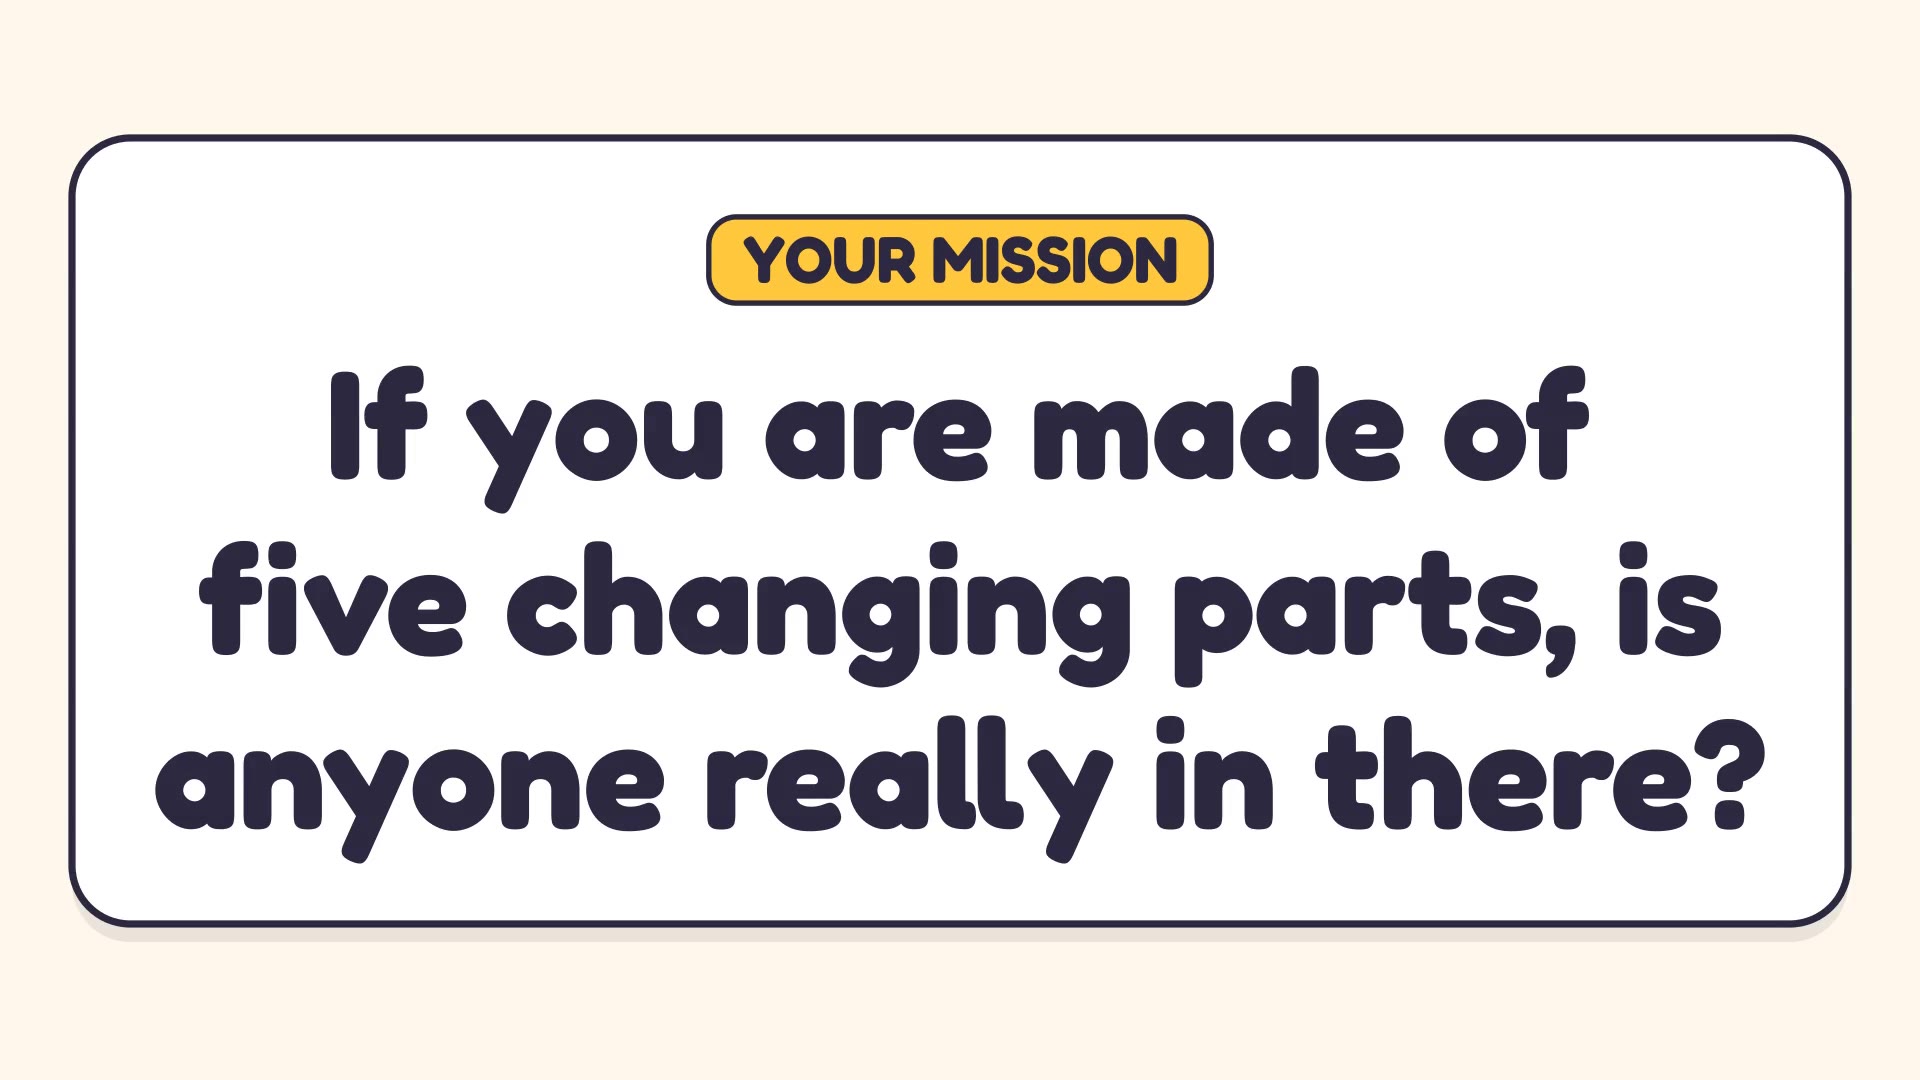 YOUR MISSION
If you are made of
five changing parts, is
anyone really in there?